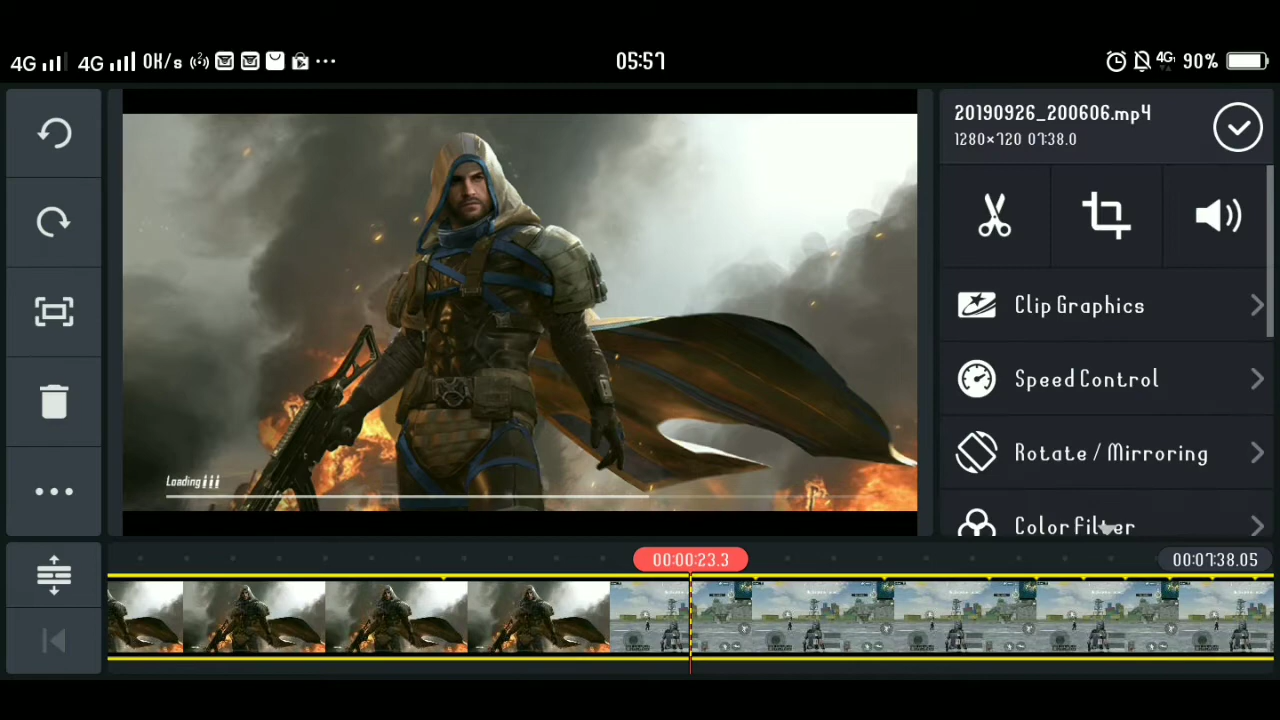 4G 4G 0K/s 05:57 4G 90%
20190926_200606.mp4
1280×720 07:38.0
Clip Graphics
Speed Control
Rotate / Mirroring
Color Filter
Loading
00:00:23.3
00:07:38.05